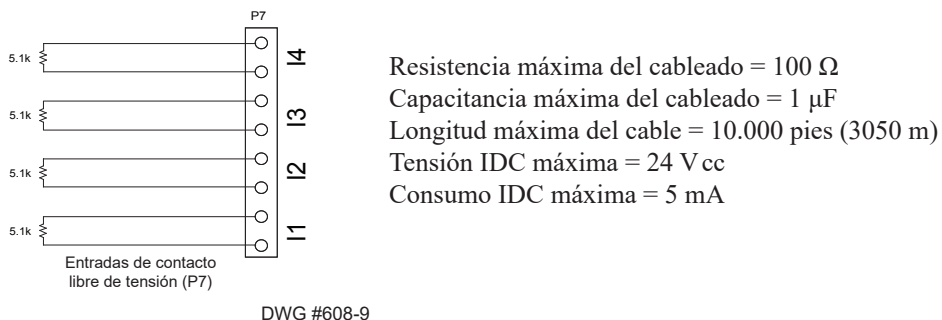 P7
5.1k
I4
5.1k
I3
5.1k
I2
5.1k
I1
Entradas de contacto
libre de tensión (P7)
DWG #608-9
Resistencia máxima del cableado = 100 Ω
Capacitancia máxima del cableado = 1 μF
Longitud máxima del cable = 10.000 pies (3050 m)
Tensión IDC máxima = 24 V cc
Consumo IDC máxima = 5 mA